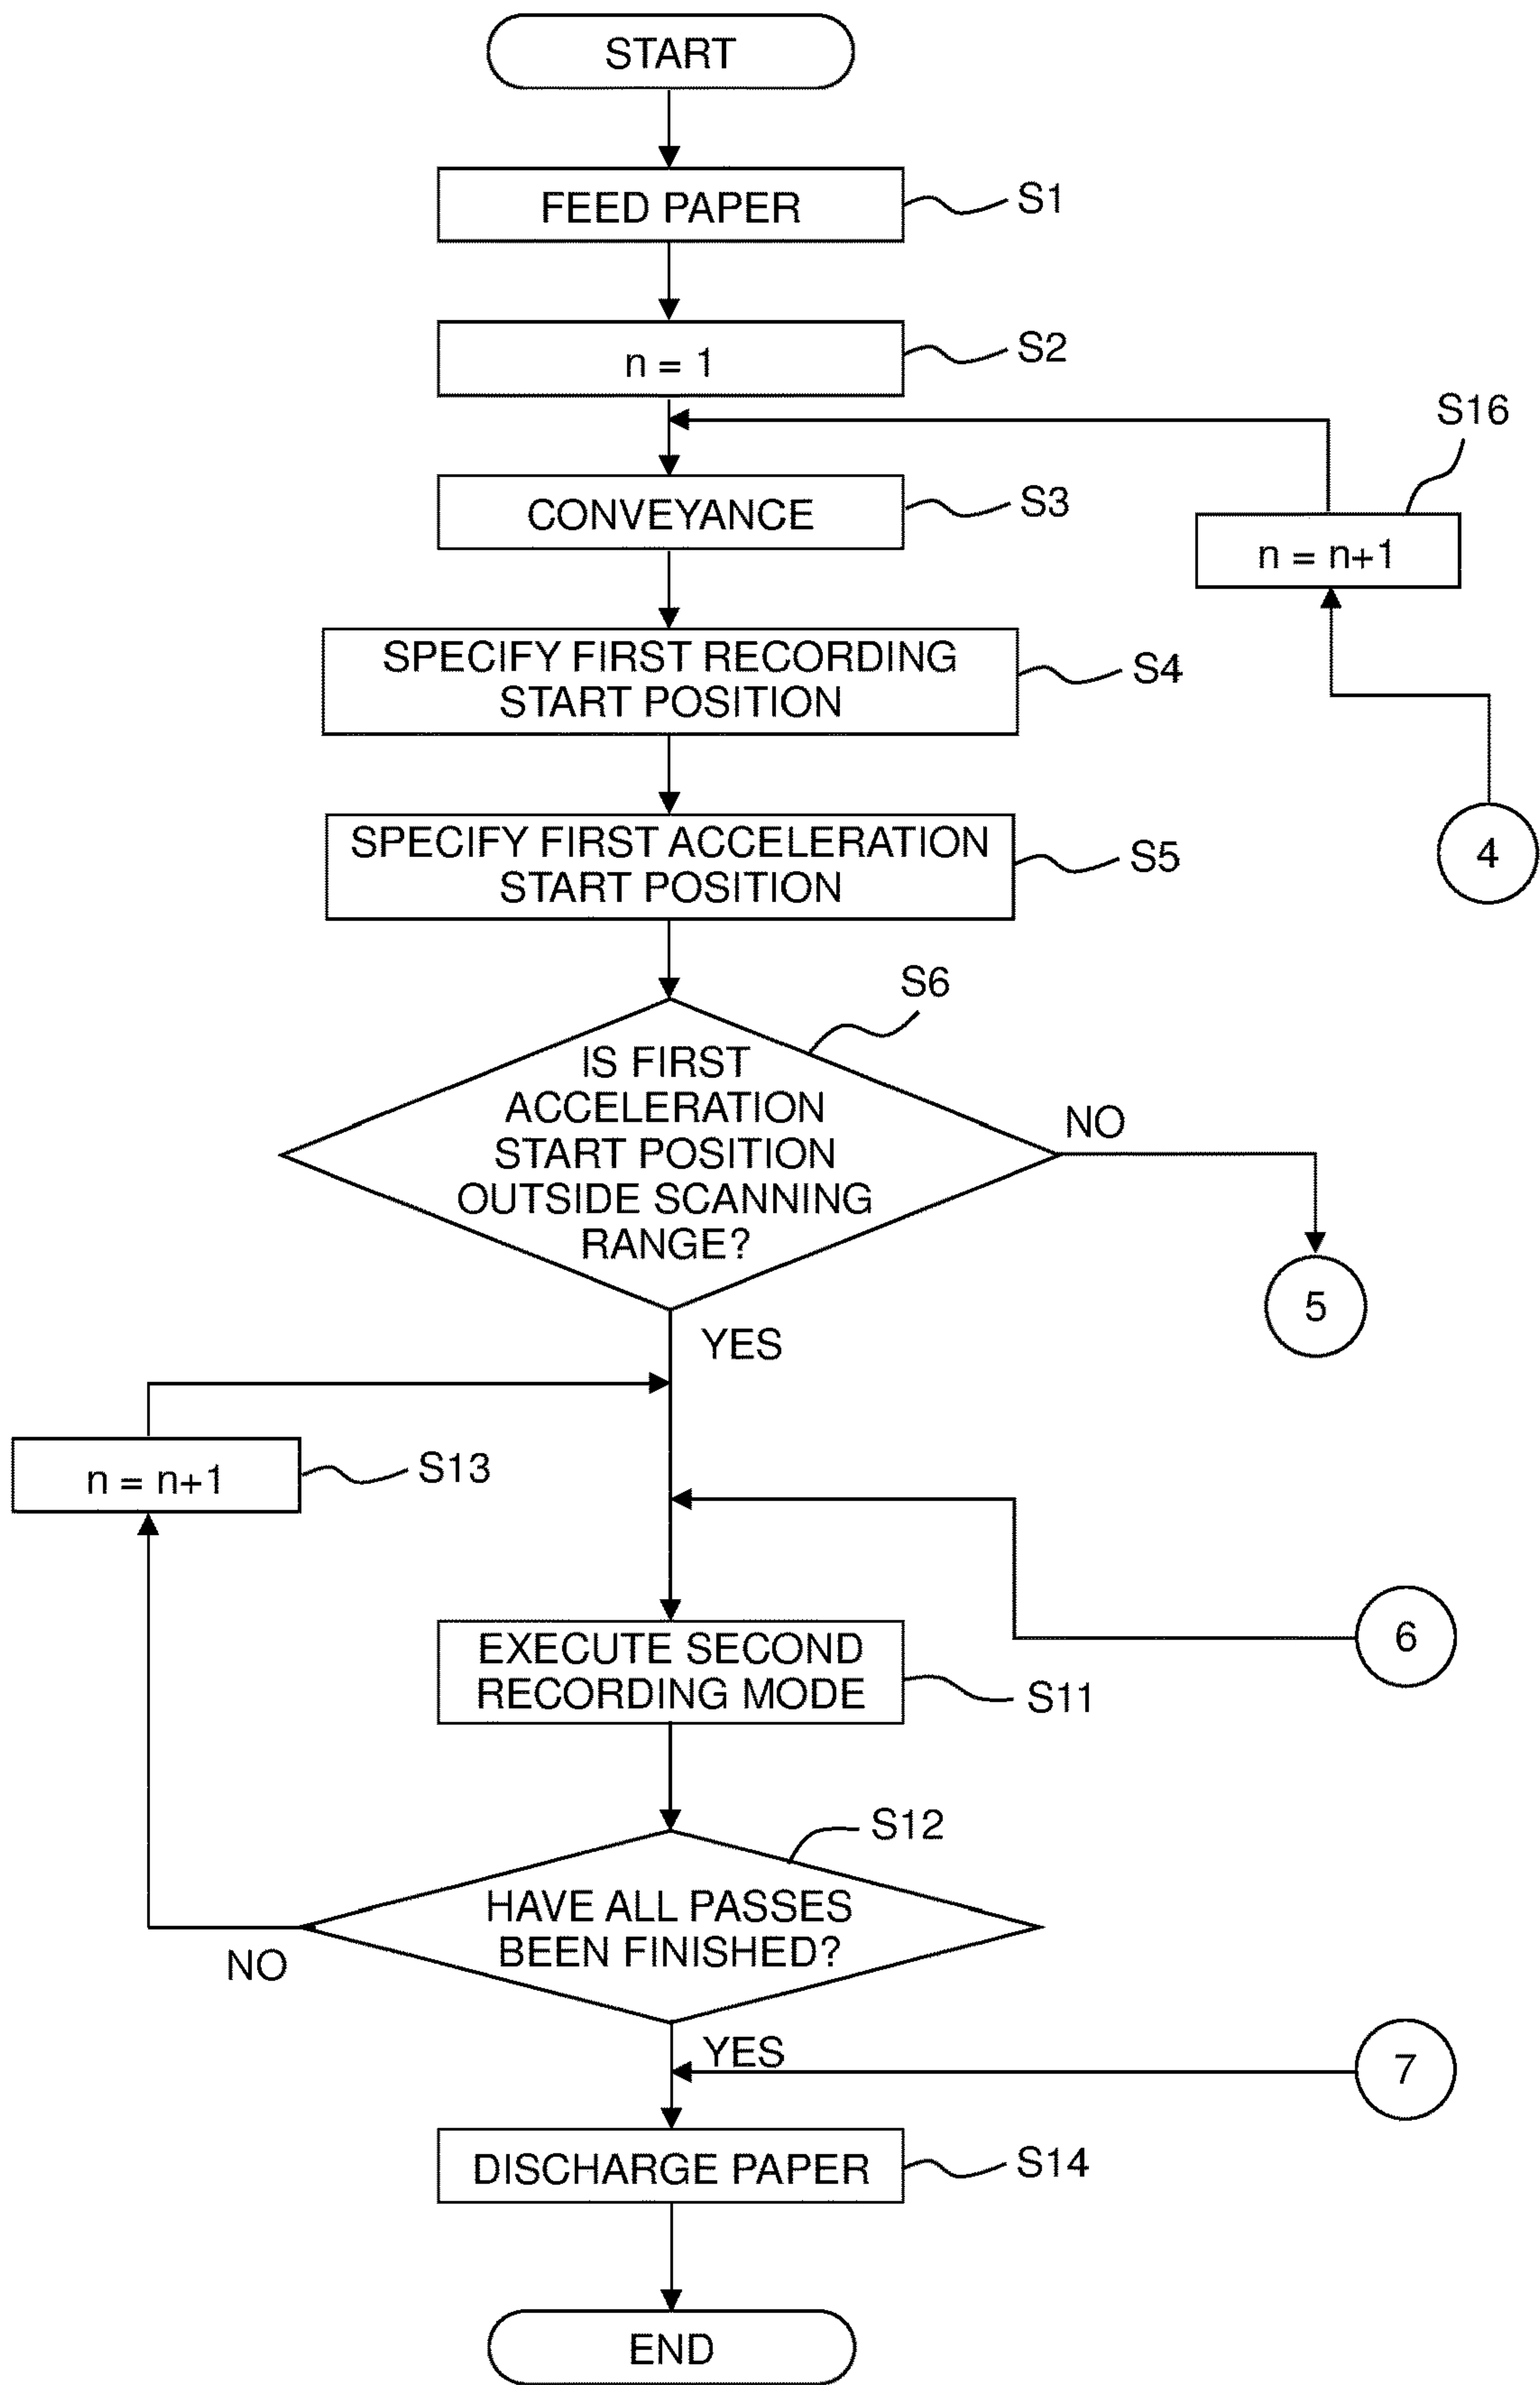 START
FEED PAPER
S1
n = 1
S2
S16
CONVEYANCE
S3
n = n+1
SPECIFY FIRST RECORDING
START POSITION
S4
SPECIFY FIRST ACCELERATION
START POSITION
S5
4
S6
IS FIRST
ACCELERATION
START POSITION
OUTSIDE SCANNING
RANGE?
NO
5
YES
n = n+1
S13
6
EXECUTE SECOND
RECORDING MODE
S11
S12
HAVE ALL PASSES
BEEN FINISHED?
NO
YES
7
DISCHARGE PAPER
S14
END